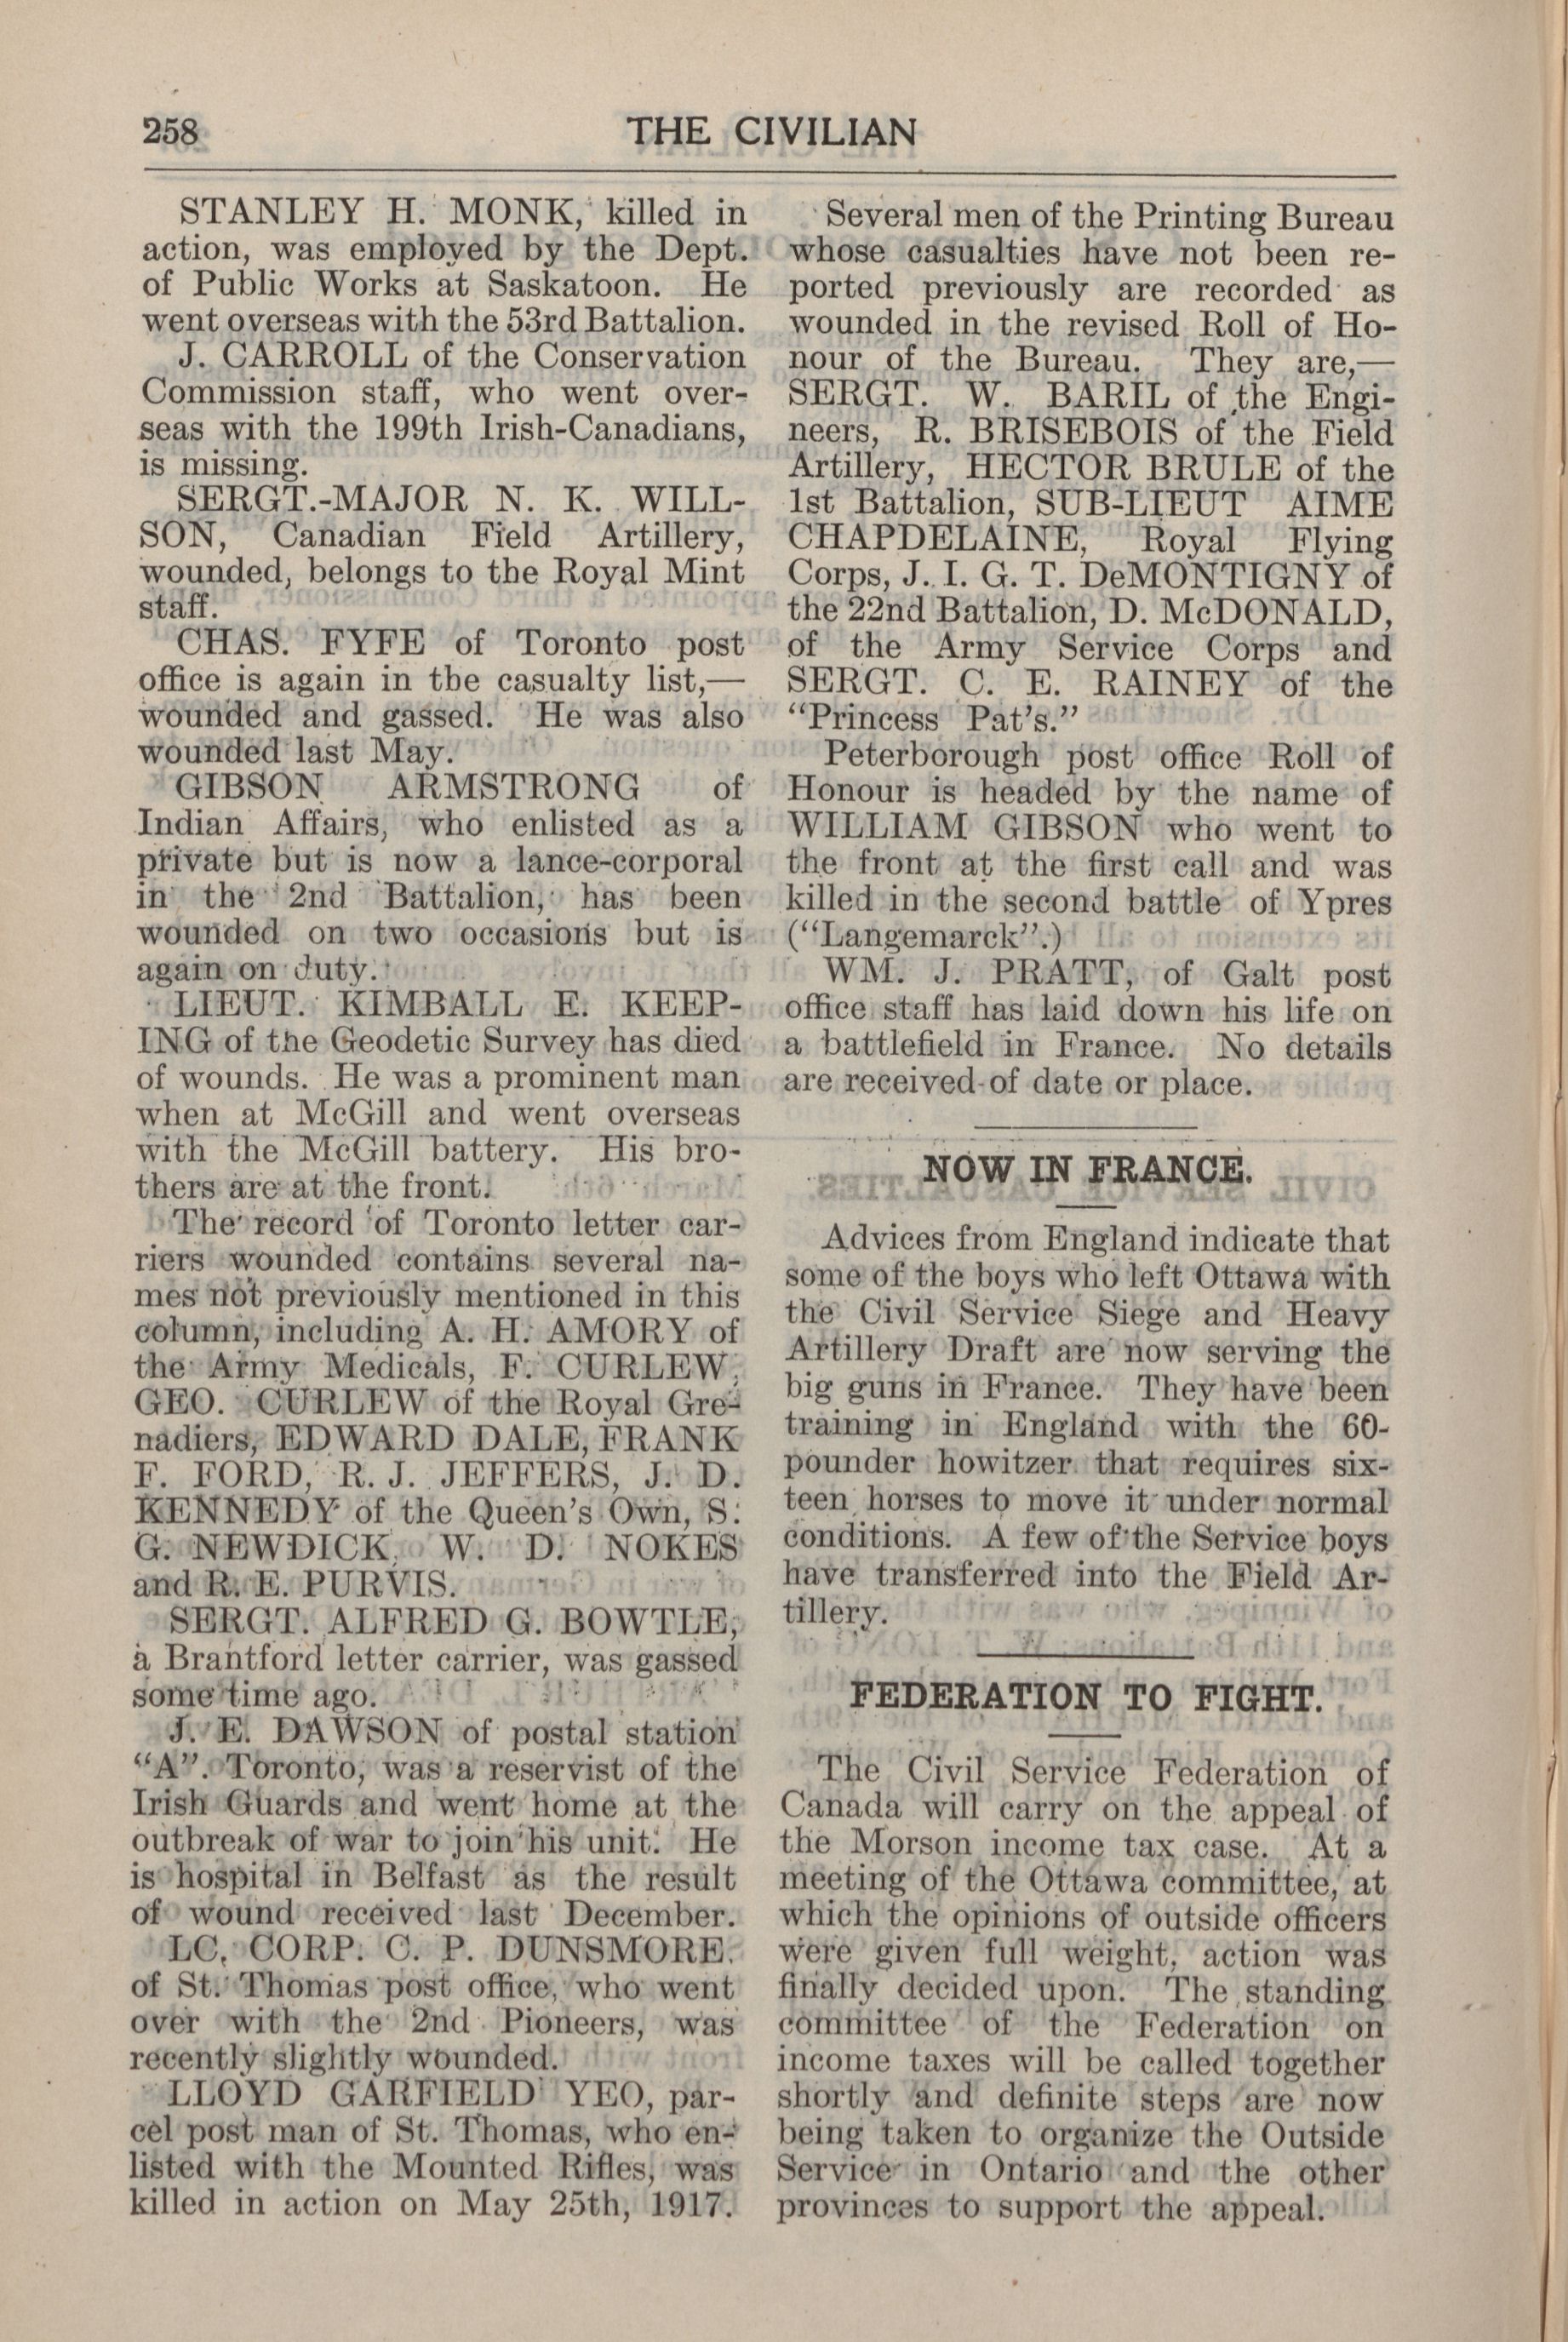 258
THE CIVILIAN
STANLEY H. MONK, killed in
action, was employed by the Dept.
of Public Works at Saskatoon. He
went overseas with the 53rd Battalion.
J. CARROLL of the Conservation
Commission staff, who went over-
seas with the 199th Irish-Canadians,
is missing.
SERGT.-MAJOR N. K. WILL-
SON, Canadian Field Artillery,
wounded, belongs to the Royal Mint
staff.
CHAS. FYFE of Toronto post
office is again in the casualty list,—
wounded and gassed. He was also
wounded last May.
GIBSON ARMSTRONG of
Indian Affairs, who enlisted as a
private but is now a lance-corporal
in the 2nd Battalion, has been
wounded on two occasions but is
again on duty.
LIEUT. KIMBALL E. KEEP-
ING of the Geodetic Survey has died
of wounds. He was a prominent man
when at McGill and went overseas
with the McGill battery. His bro-
thers are at the front.
The record of Toronto letter car-
riers wounded contains several na-
mes not previously mentioned in this
column, including A. H. AMORY of
the Army Medicals, F. CURLEW,
GEO. CURLEW of the Royal Gre-
nadiers, EDWARD DALE, FRANK
F. FORD, R. J. JEFFERS, J. D.
KENNEDY of the Queen's Own, S.
G. NEWDICK, W. D. NOKES
and R. E. PURVIS.
SERGT. ALFRED G. BOWTLE,
a Brantford letter carrier, was gassed
some time ago.
J. E. DAWSON of postal station
"A". Toronto, was a reservist of the
Irish Guards and went home at the
outbreak of war to join his unit. He
is hospital in Belfast as the result
of wound received last December.
LC. CORP. C. P. DUNSMORE.
of St. Thomas post office, who went
over with the 2nd Pioneers, was
recently slightly wounded.
LLOYD GARFIELD YEO, par-
cel post man of St. Thomas, who en-
listed with the Mounted Rifles, was
killed in action on May 25th, 1917.
Several men of the Printing Bureau
whose casualties have not been re-
ported previously are recorded as
wounded in the revised Roll of Ho-
nour of the Bureau. They are,—
SERGT. W. BARIL of the Engi-
neers, R. BRISEBOIS of the Field
Artillery, HECTOR BRULE of the
1st Battalion, SUB-LIEUT AIME
CHAPDELAINE, Royal Flying
Corps, J. I. G. T. DeMONTIGNY of
the 22nd Battalion, D. McDONALD,
of the Army Service Corps and
SERGT. C. E. RAINEY of the
"Princess Pat's."
Peterborough post office Roll of
Honour is headed by the name of
WILLIAM GIBSON who went to
the front at the first call and was
killed in the second battle of Ypres
("Langemarck".)
WM. J. PRATT, of Galt post
office staff has laid down his life on
a battlefield in France. No details
are received of date or place.
NOW IN FRANCE.
Advices from England indicate that
some of the boys who left Ottawa with
the Civil Service Siege and Heavy
Artillery Draft are now serving the
big guns in France. They have been
training in England with the 60-
pounder howitzer that requires six-
teen horses to move it under normal
conditions. A few of the Service boys
have transferred into the Field Ar-
tillery.
FEDERATION TO FIGHT.
The Civil Service Federation of
Canada will carry on the appeal of
the Morson income tax case. At a
meeting of the Ottawa committee, at
which the opinions of outside officers
were given full weight, action was
finally decided upon. The standing
committee of the Federation on
income taxes will be called together
shortly and definite steps are now
being taken to organize the Outside
Service in Ontario and the other
provinces to support the appeal.